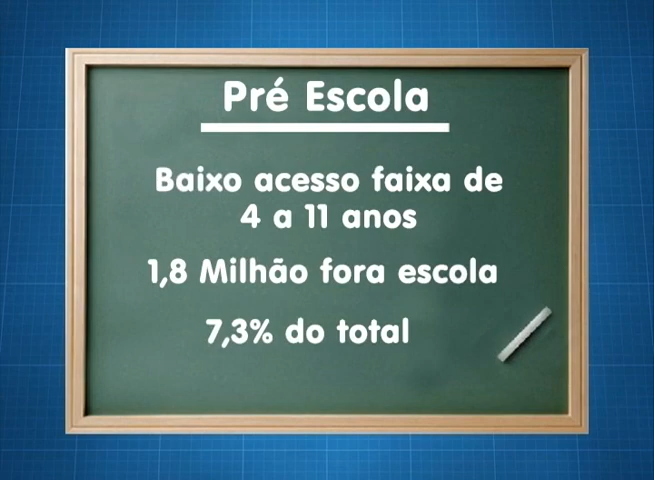 Pré Escola
Baixo acesso faixa de
4 a 11 anos
1,8 Milhão fora escola
7,3% do total